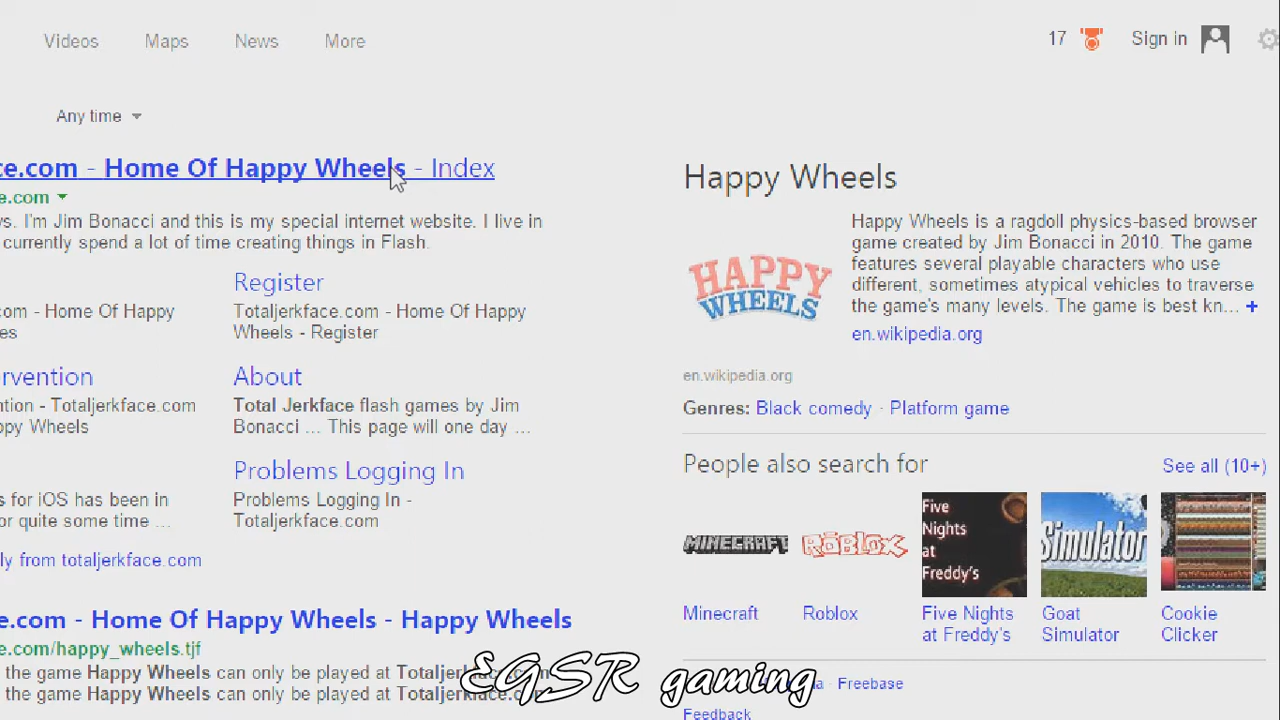 Videos Maps News More
17 Sign in
Any time
ce.com - Home Of Happy Wheels - Index
ce.com
ws. I'm Jim Bonacci and this is my special internet website. I live in
currently spend a lot of time creating things in Flash.
Register
com - Home Of Happy
es
Totaljerkface.com - Home Of Happy
Wheels - Register
rvention
ntion - Totaljerkface.com
ppy Wheels
About
Total Jerkface flash games by Jim
Bonacci ... This page will one day ...
s for iOS has been in
or quite some time ...
Problems Logging In
Problems Logging In -
Totaljerkface.com
ly from totaljerkface.com
ce.com - Home Of Happy Wheels - Happy Wheels
e.com/happy_wheels.tjf
the game Happy Wheels can only be played at Totaljerkface.com
the game Happy Wheels can only be played at Totaljerkface.com
Happy Wheels
HAPPY
WHEELS
Happy Wheels is a ragdoll physics-based browser
game created by Jim Bonacci in 2010. The game
features several playable characters who use
different, sometimes atypical vehicles to traverse
the game's many levels. The game is best kn... +
en.wikipedia.org
en.wikipedia.org
Genres: Black comedy · Platform game
People also search for
See all (10+)
MINECRAFT
ROBLOX
Five
Nights
at
Freddy's
Simulator
Minecraft
Roblox
Five Nights
at Freddy's
Goat
Simulator
Cookie
Clicker
· Freebase
Feedback
EGSR gaming